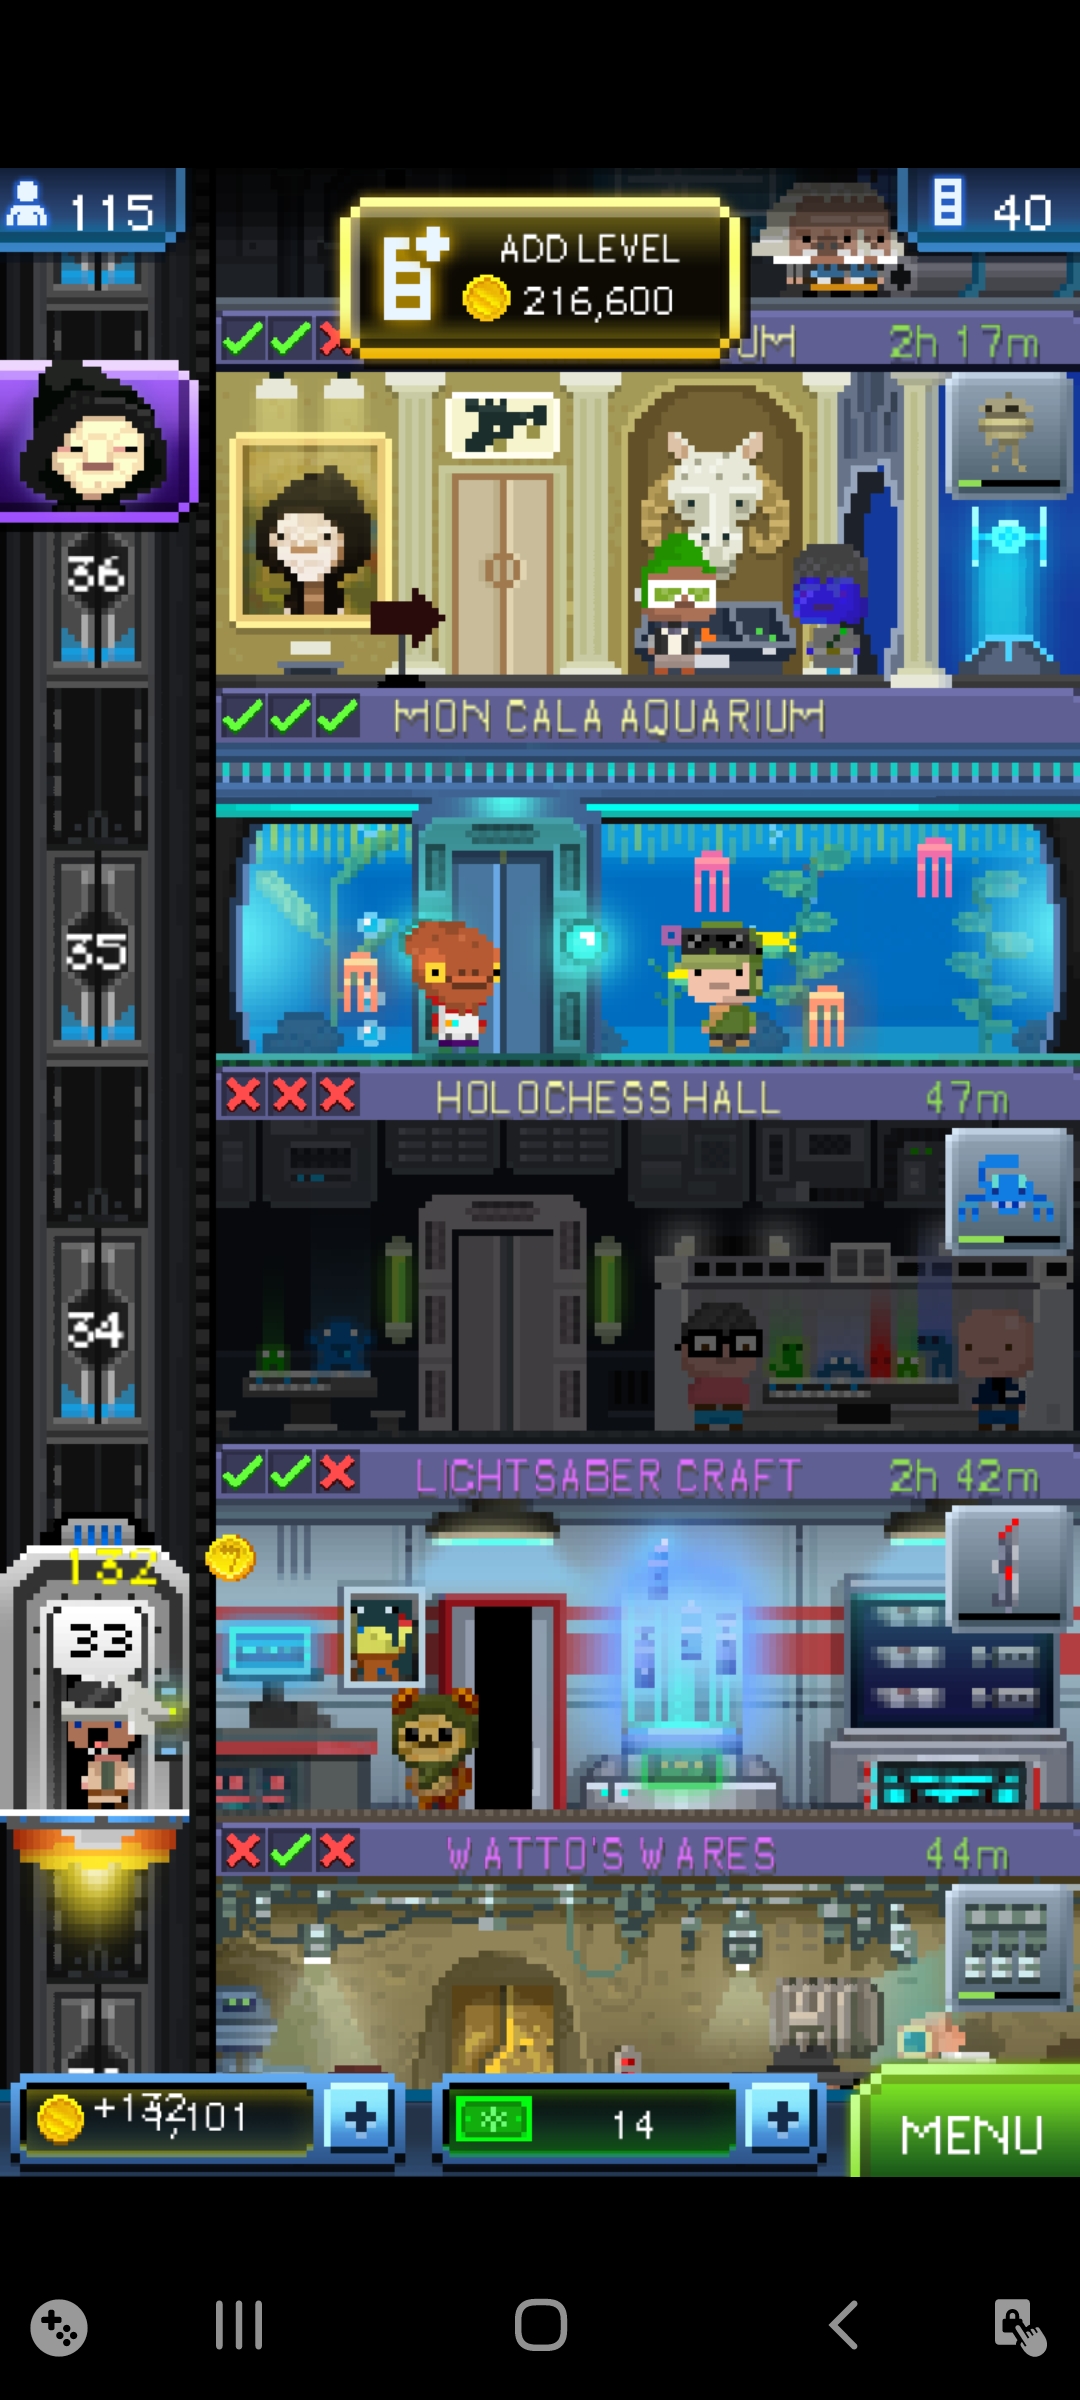 115
40
ADD LEVEL
216,600
UM 2h 17m
36
MON CALA AQUARIUM
35
HOLOCHESS HALL 47m
34
LIGHTSABER CRAFT 2h 42m
132
33
WATTO'S WARES 44m
+132
14
MENU